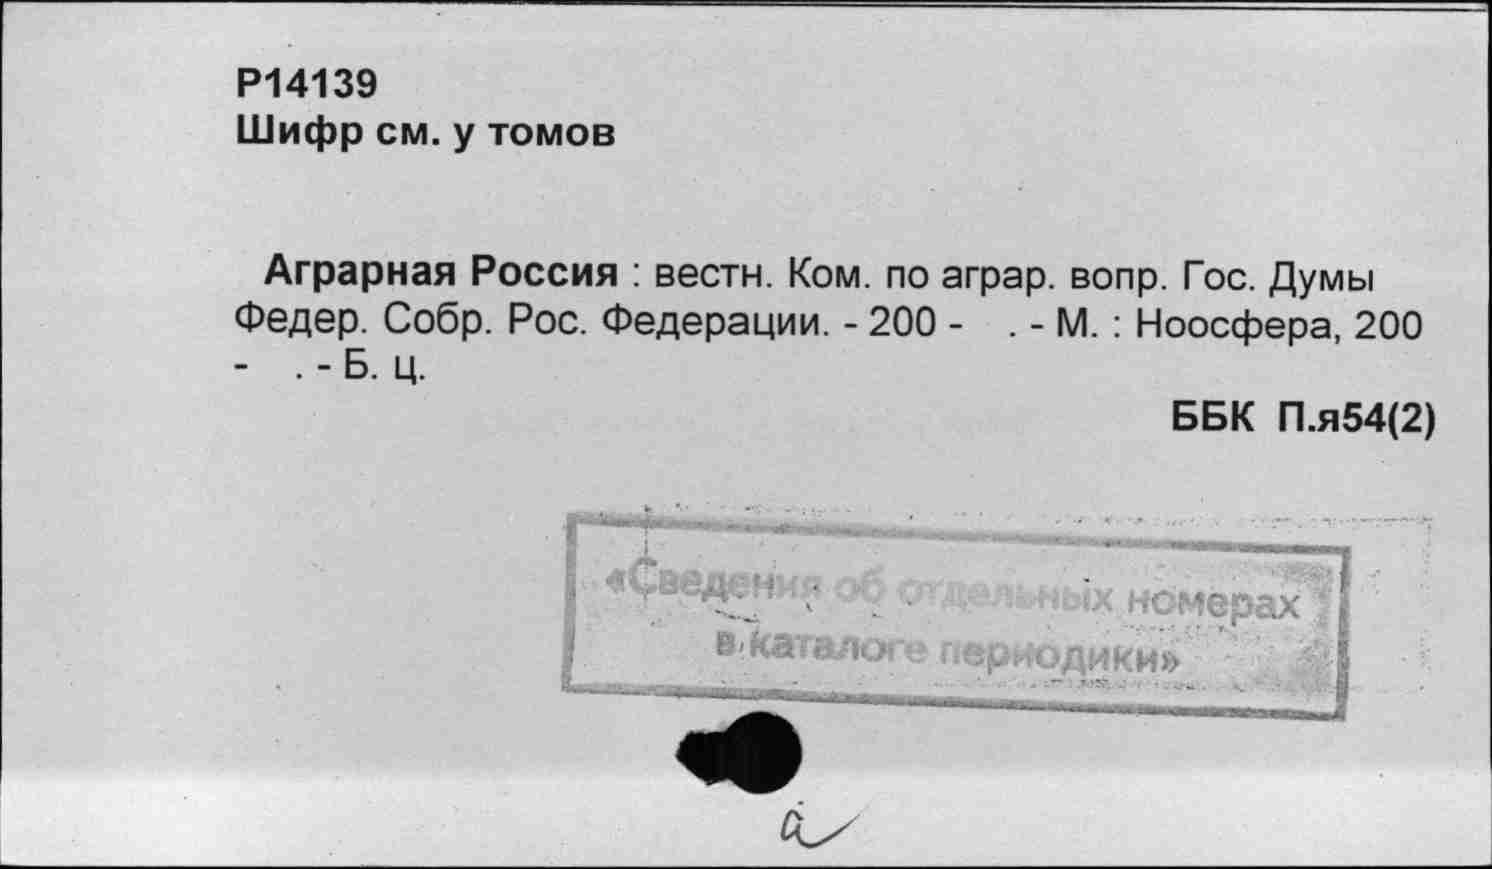 Р14139
Шифр см. у томов
Аграрная Россия : вестн. Ком. по аграр. вопр. Гос. Думы
Федер. Собр. Рос. Федерации. - 200 - . - М. : Ноосфера, 200
- . - Б. ц.
ББК П.я54(2)
«Сведения об отдельных номерах
в каталоге периодики»